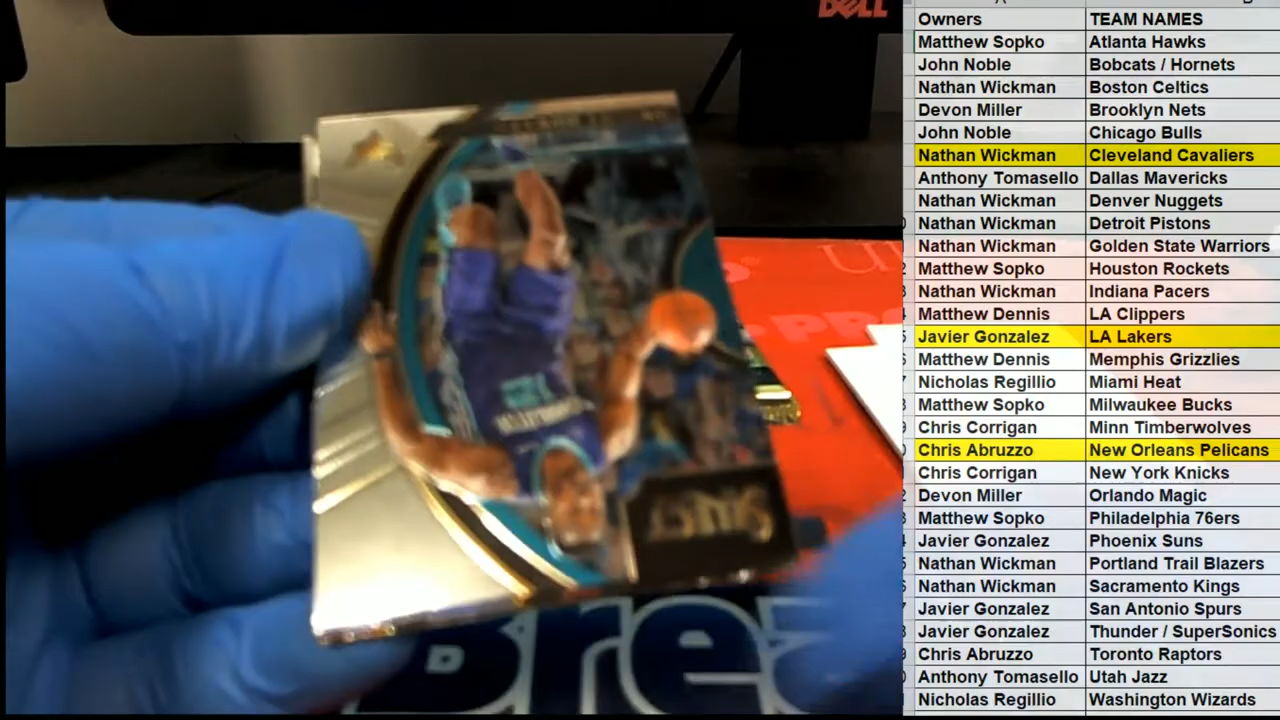 DELL
Owners TEAM NAMES
Matthew Sopko Atlanta Hawks
John Noble Bobcats / Hornets
Nathan Wickman Boston Celtics
Devon Miller Brooklyn Nets
John Noble Chicago Bulls
Nathan Wickman Cleveland Cavaliers
Anthony Tomasello Dallas Mavericks
Nathan Wickman Denver Nuggets
Nathan Wickman Detroit Pistons
Nathan Wickman Golden State Warriors
Matthew Sopko Houston Rockets
Nathan Wickman Indiana Pacers
Matthew Dennis LA Clippers
Javier Gonzalez LA Lakers
Matthew Dennis Memphis Grizzlies
Nicholas Regillio Miami Heat
Matthew Sopko Milwaukee Bucks
Chris Corrigan Minn Timberwolves
Chris Abruzzo New Orleans Pelicans
Chris Corrigan New York Knicks
Devon Miller Orlando Magic
Matthew Sopko Philadelphia 76ers
Javier Gonzalez Phoenix Suns
Nathan Wickman Portland Trail Blazers
Nathan Wickman Sacramento Kings
Javier Gonzalez San Antonio Spurs
Javier Gonzalez Thunder / SuperSonics
Chris Abruzzo Toronto Raptors
Anthony Tomasello Utah Jazz
Nicholas Regillio Washington Wizards